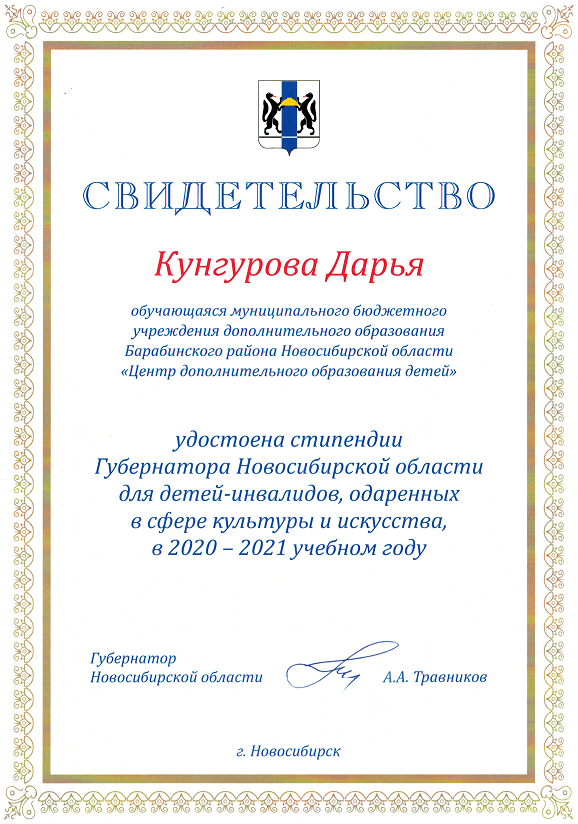 СВИДЕТЕЛЬСТВО
Кунгурова Дарья
обучающаяся муниципального бюджетного
учреждения дополнительного образования
Барабинского района Новосибирской области
«Центр дополнительного образования детей»
удостоена стипендии
Губернатора Новосибирской области
для детей-инвалидов, одаренных
в сфере культуры и искусства,
в 2020 – 2021 учебном году
Губернатор
Новосибирской области А.А. Травников
г. Новосибирск